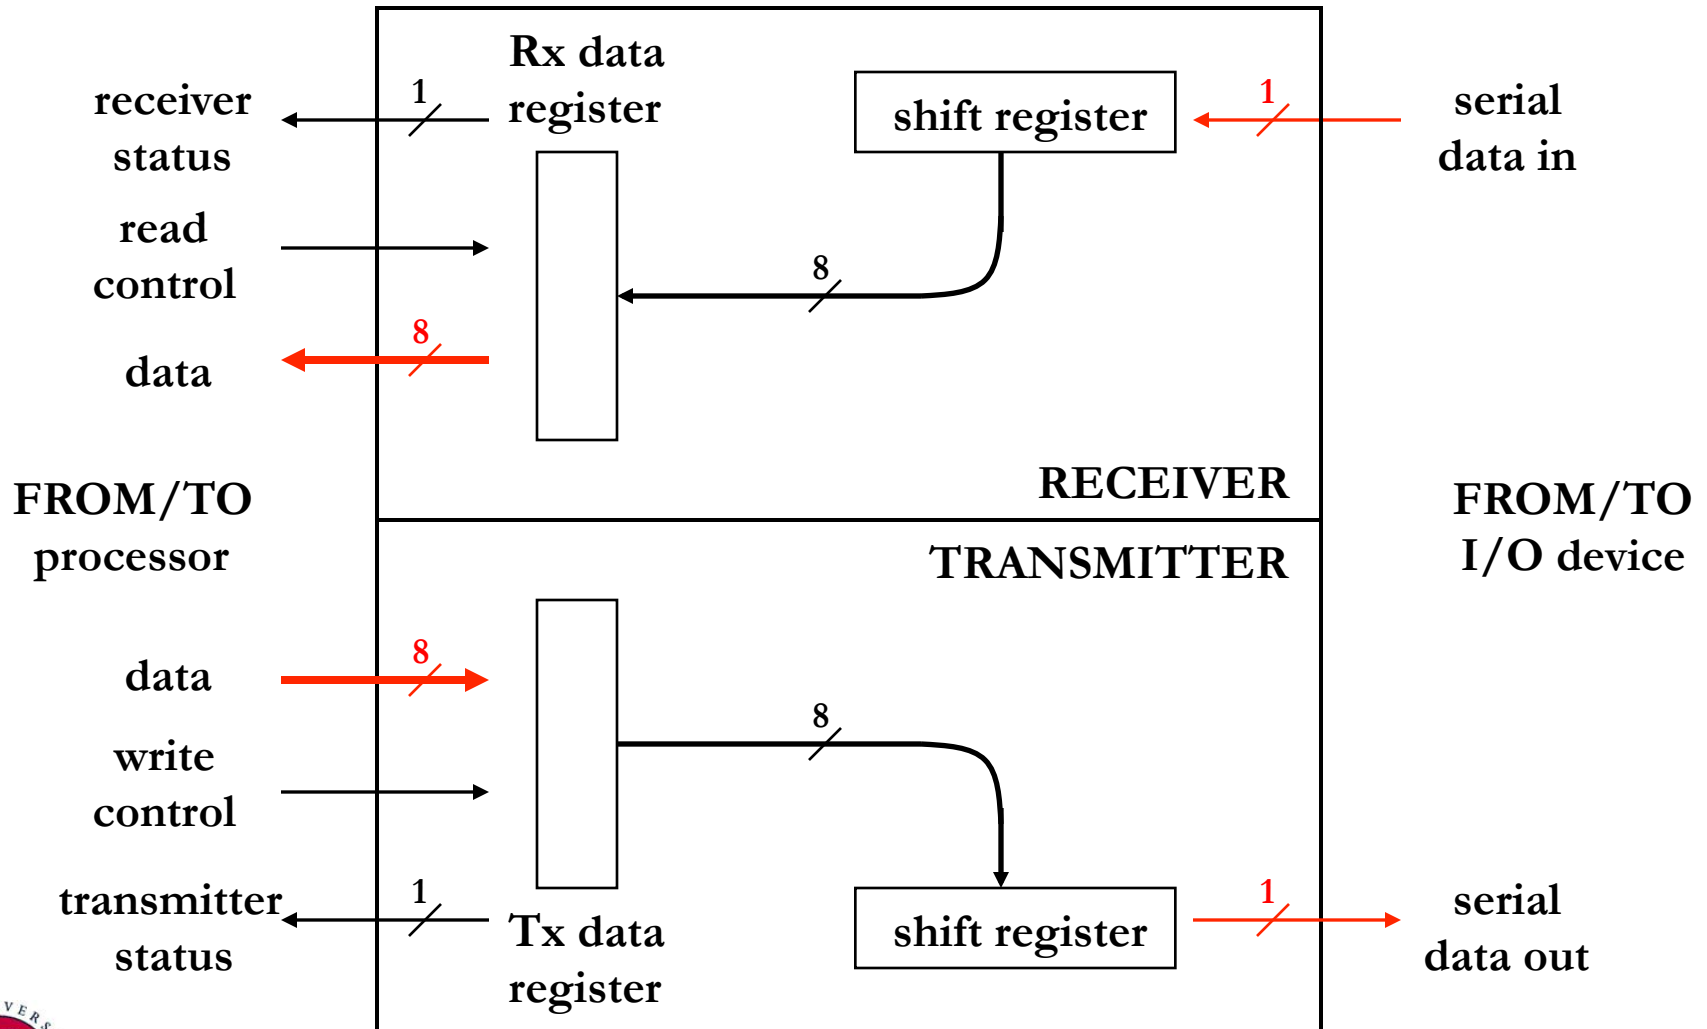 Rx data
register
receiver
status
1
shift register
1
serial
data in
read
control
8
8
data
RECEIVER
FROM/TO
processor
FROM/TO
I/O device
TRANSMITTER
data
8
8
write
control
transmitter
status
1
Tx data
register
shift register
1
serial
data out
VERS